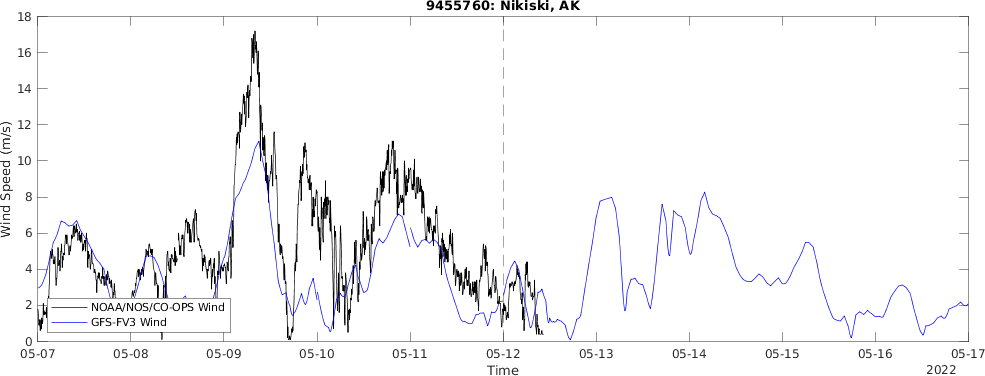 9455760: Nikiski, AK
Wind Speed (m/s)
18
16
14
12
10
8
6
4
2
0
NOAA/NOS/CO-OPS Wind
GFS-FV3 Wind
05-07 05-08 05-09 05-10 05-11 05-12 05-13 05-14 05-15 05-16 05-17
Time
2022